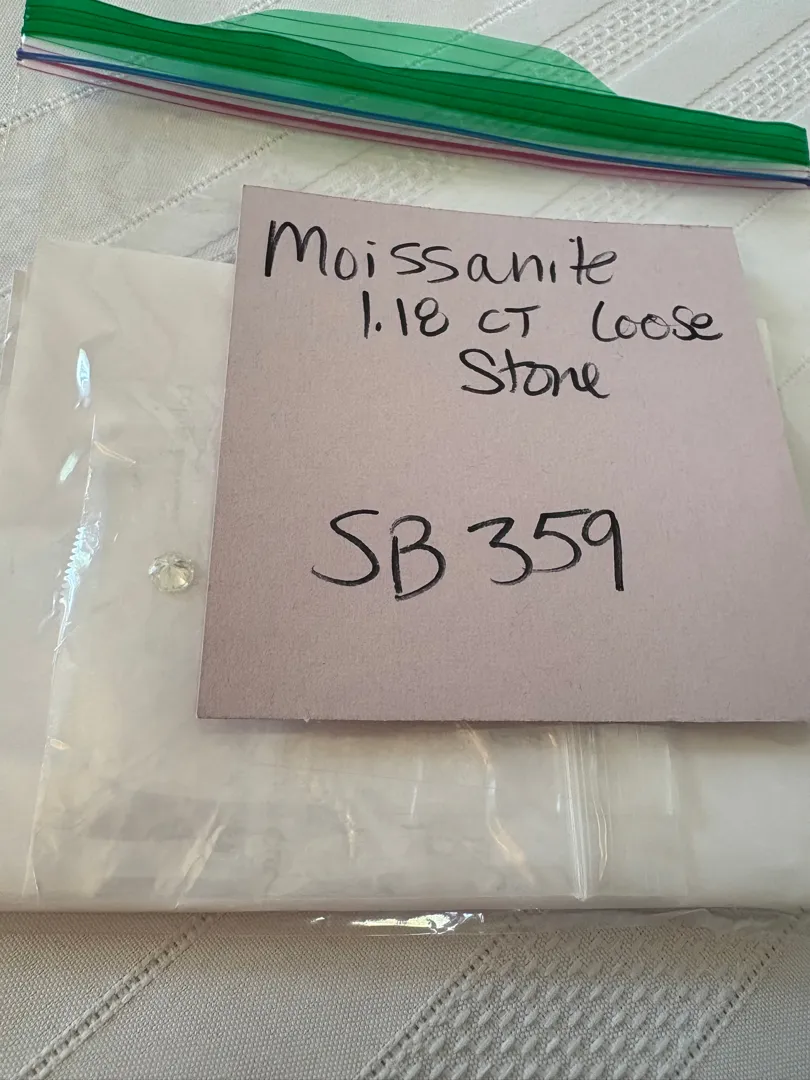 Moissanite
1.18 CT Loose
Stone
SB 359